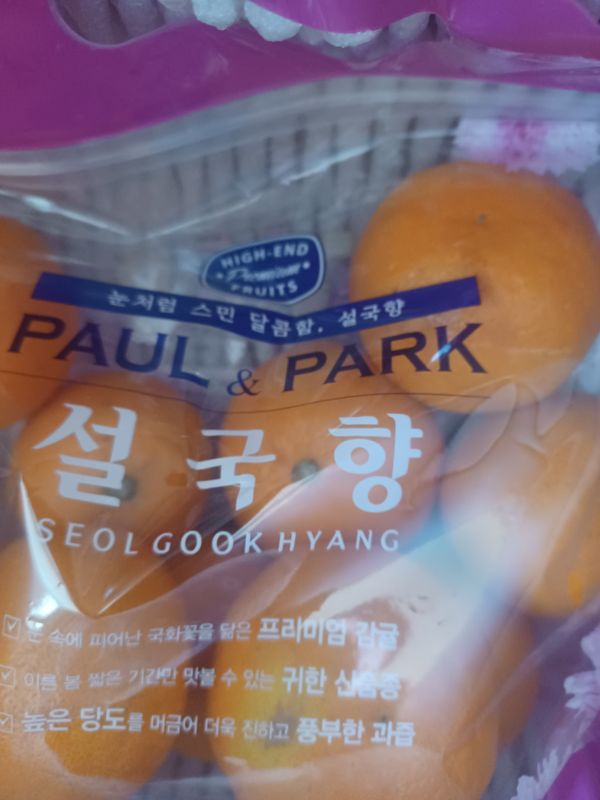 HIGH-END
Premium
FRUITS
눈처럼 스민 달콤함, 설국향
PAUL & PARK
설국향
SEOL GOOK HYANG
눈 속에 피어난 국화꽃을 닮은 프리미엄 감귤
이른 봄 짧은 기간만 맛볼 수 있는 귀한 신품종
높은 당도를 머금어 더욱 진하고 풍부한 과즙